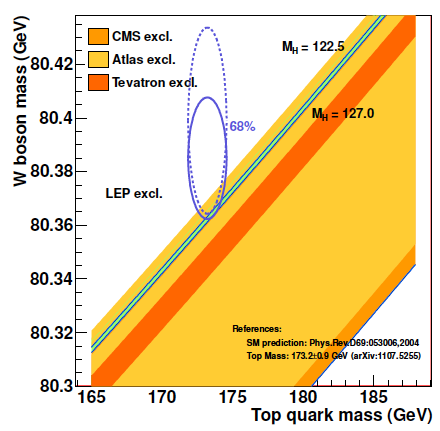 CMS excl.
Atlas excl.
Tevatron excl.
M_H = 122.5
M_H = 127.0
68%
LEP excl.
References:
SM prediction: Phys.Rev.D69:053006,2004
Top Mass: 173.2±0.9 GeV (arXiv:1107.5255)
W boson mass (GeV)
80.42
80.4
80.38
80.36
80.34
80.32
80.3
165 170 175 180 185
Top quark mass (GeV)